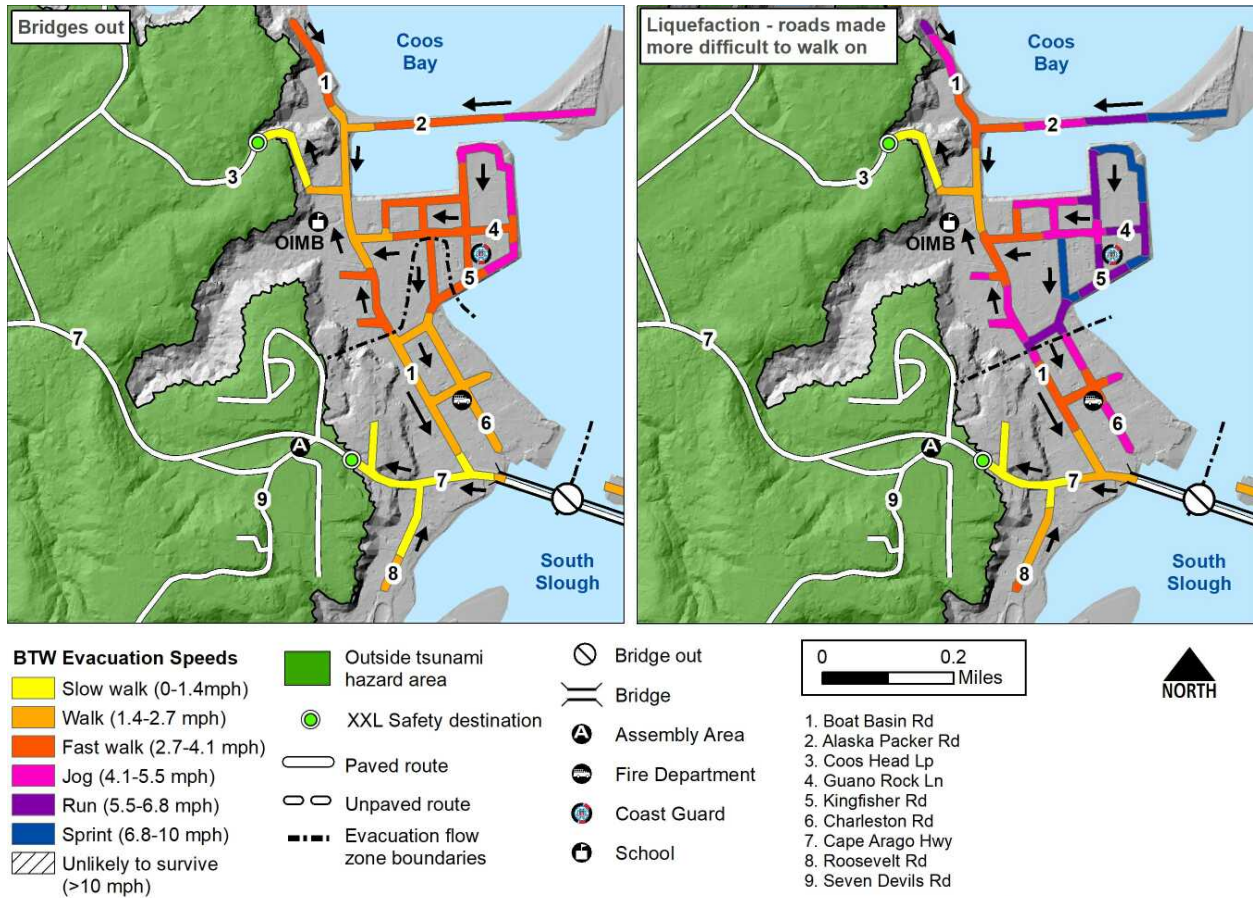 Bridges out
Coos
Bay
1
2
3
OIMB
4
5
7
1
6
A
7
9
8
South
Slough
Liquefaction - roads made
more difficult to walk on
Coos
Bay
1
2
3
OIMB
4
5
7
1
6
A
7
9
8
South
Slough
BTW Evacuation Speeds
Slow walk (0-1.4mph)
Walk (1.4-2.7 mph)
Fast walk (2.7-4.1 mph)
Jog (4.1-5.5 mph)
Run (5.5-6.8 mph)
Sprint (6.8-10 mph)
Unlikely to survive
(>10 mph)
Outside tsunami
hazard area
XXL Safety destination
Paved route
Unpaved route
Evacuation flow
zone boundaries
Bridge out
Bridge
A Assembly Area
Fire Department
Coast Guard
School
0 0.2
Miles
1. Boat Basin Rd
2. Alaska Packer Rd
3. Coos Head Lp
4. Guano Rock Ln
5. Kingfisher Rd
6. Charleston Rd
7. Cape Arago Hwy
8. Roosevelt Rd
9. Seven Devils Rd
NORTH